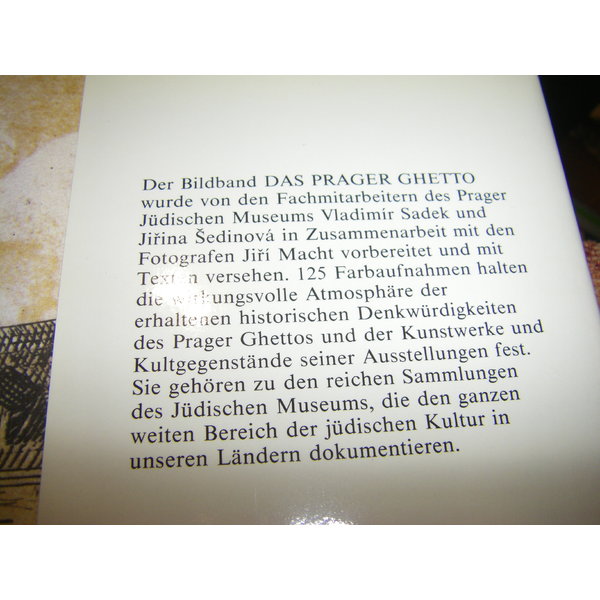 Der Bildband DAS PRAGER GHETTO
wurde von den Fachmitarbeitern des Prager
Jüdischen Museums Vladimír Sadek und
Jiřina Šedinová in Zusammenarbeit mit den
Fotografen Jiří Macht vorbereitet und mit
Texten versehen. 125 Farbaufnahmen halten
die wirkungsvolle Atmosphäre der
erhaltenen historischen Denkwürdigkeiten
des Prager Ghettos und der Kunstwerke und
Kultgegenstände seiner Ausstellungen fest.
Sie gehören zu den reichen Sammlungen
des Jüdischen Museums, die den ganzen
weiten Bereich der jüdischen Kultur in
unseren Ländern dokumentieren.